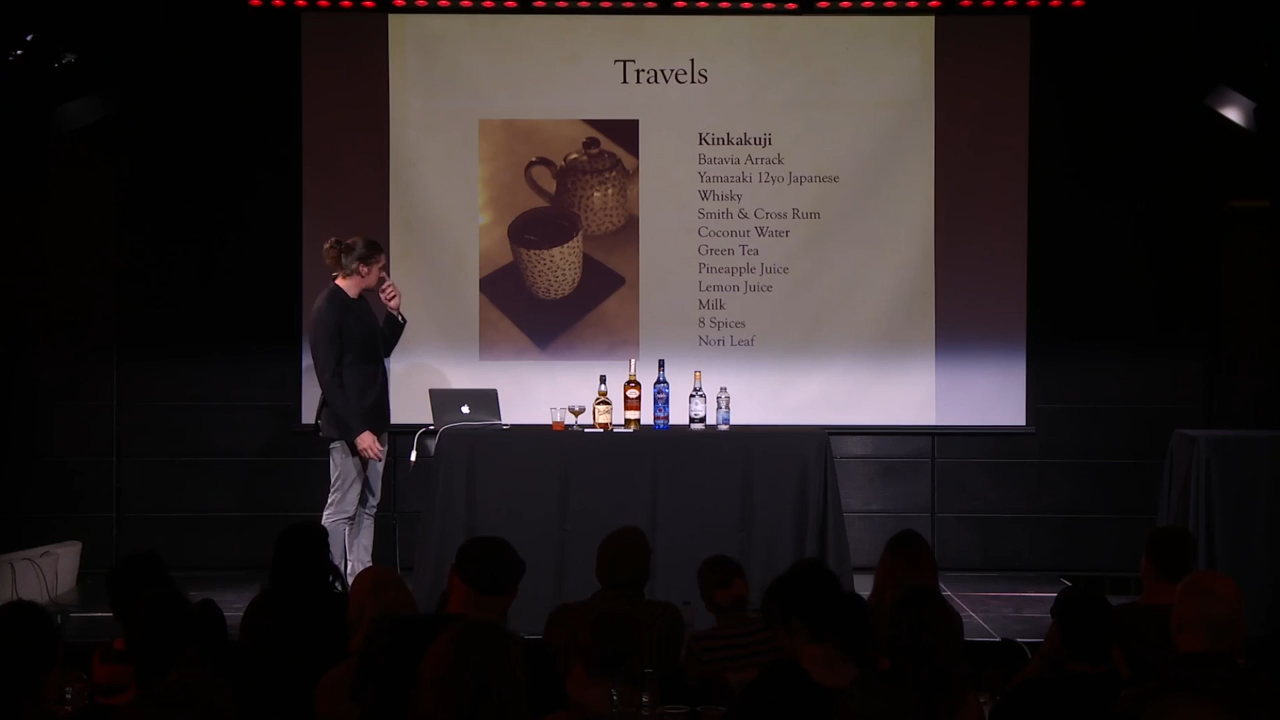 Travels
Kinkakuji
Batavia Arrack
Yamazaki 12yo Japanese
Whisky
Smith & Cross Rum
Coconut Water
Green Tea
Pineapple Juice
Lemon Juice
Milk
8 Spices
Nori Leaf